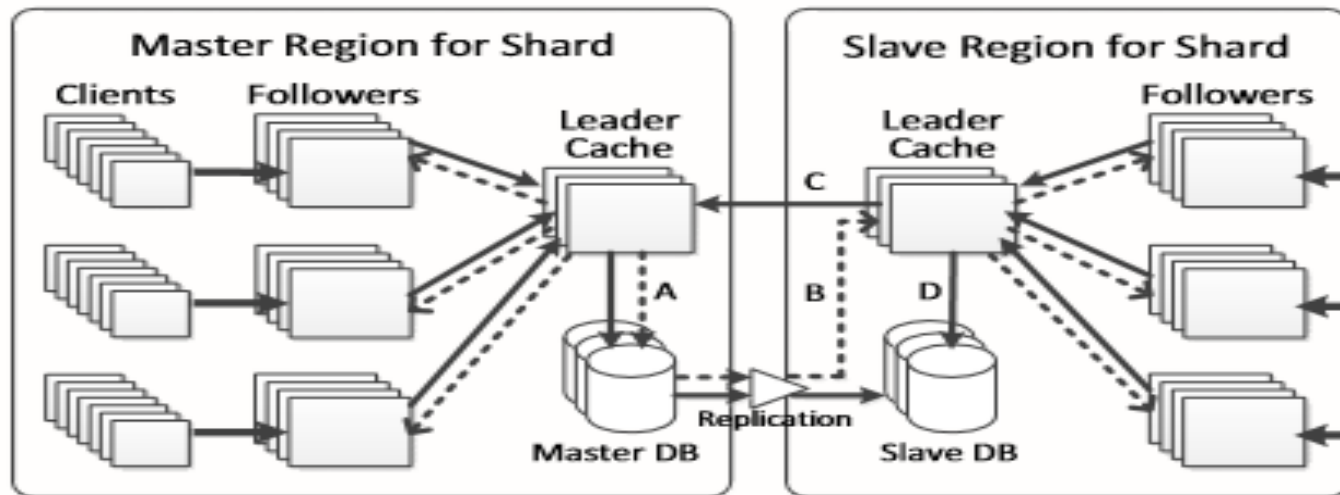 Master Region for Shard
Clients
Followers
Leader
Cache
A
Master DB
Replication
Slave Region for Shard
Leader
Cache
Followers
C
B
D
Slave DB